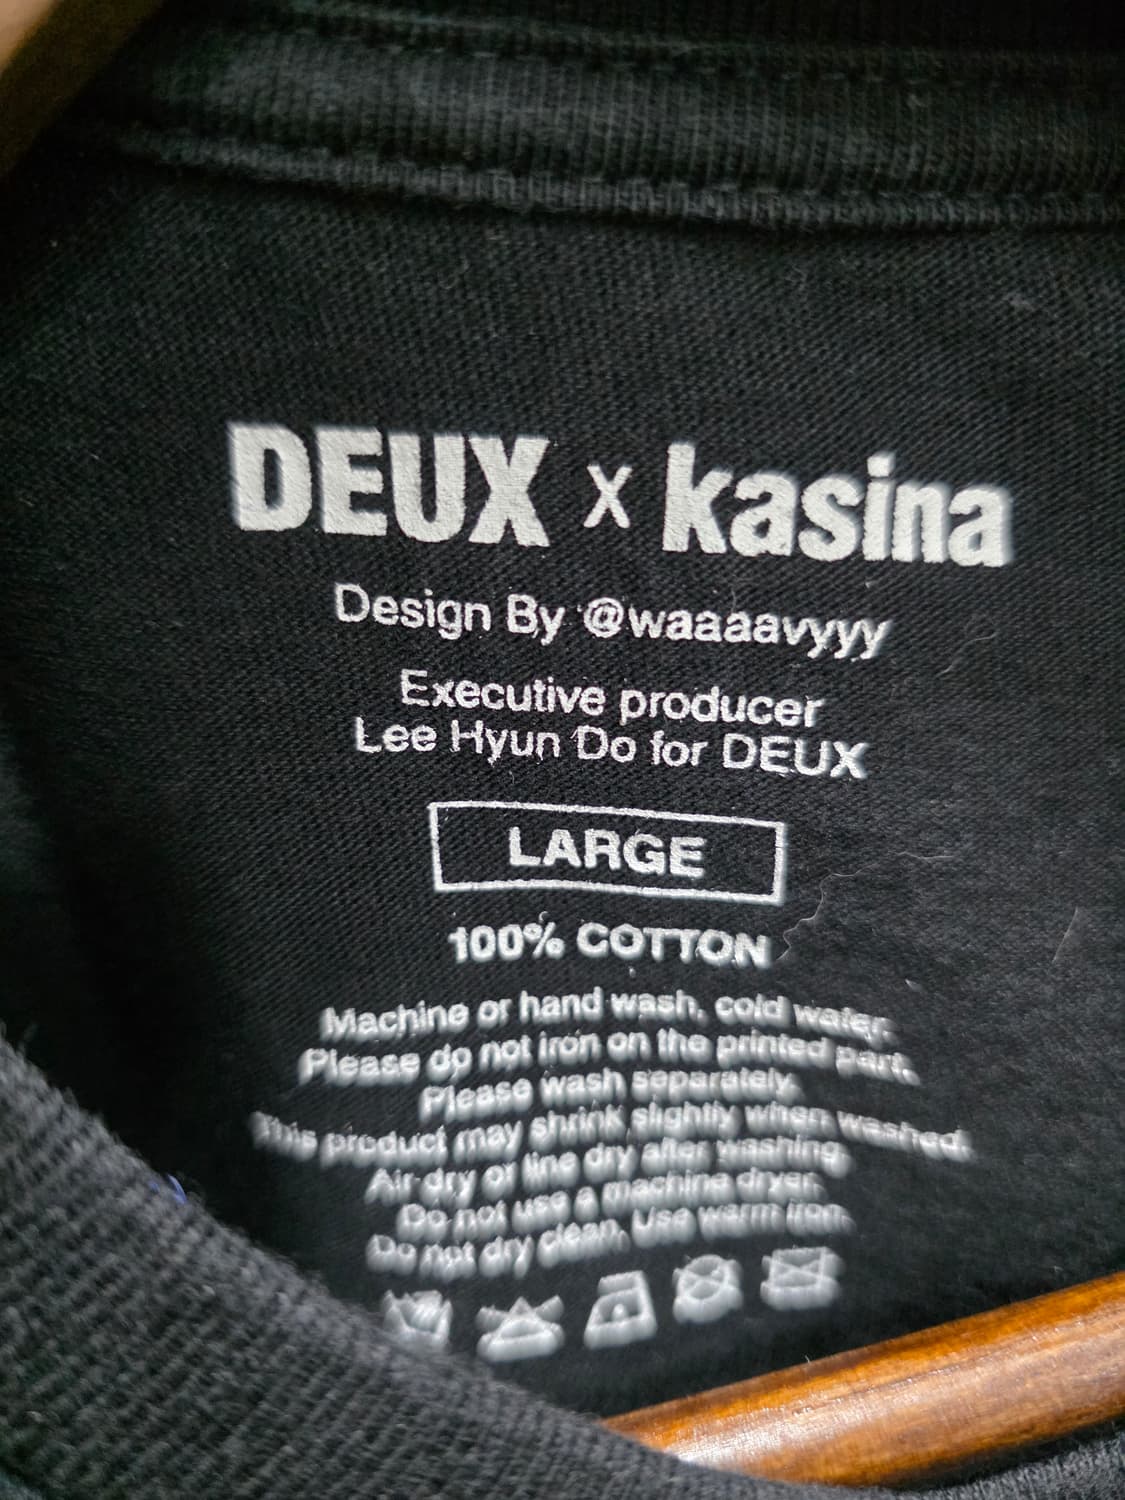 DEUX x kasina
Design By @waaaavyyy
Executive producer
Lee Hyun Do for DEUX
LARGE
100% COTTON
Machine or hand wash, cold water.
Please do not iron on the printed part.
Please wash separately.
This product may shrink slightly when washed.
Air dry or line dry after washing.
Do not use a machine dryer.
Do not dry clean. Use warm iron.